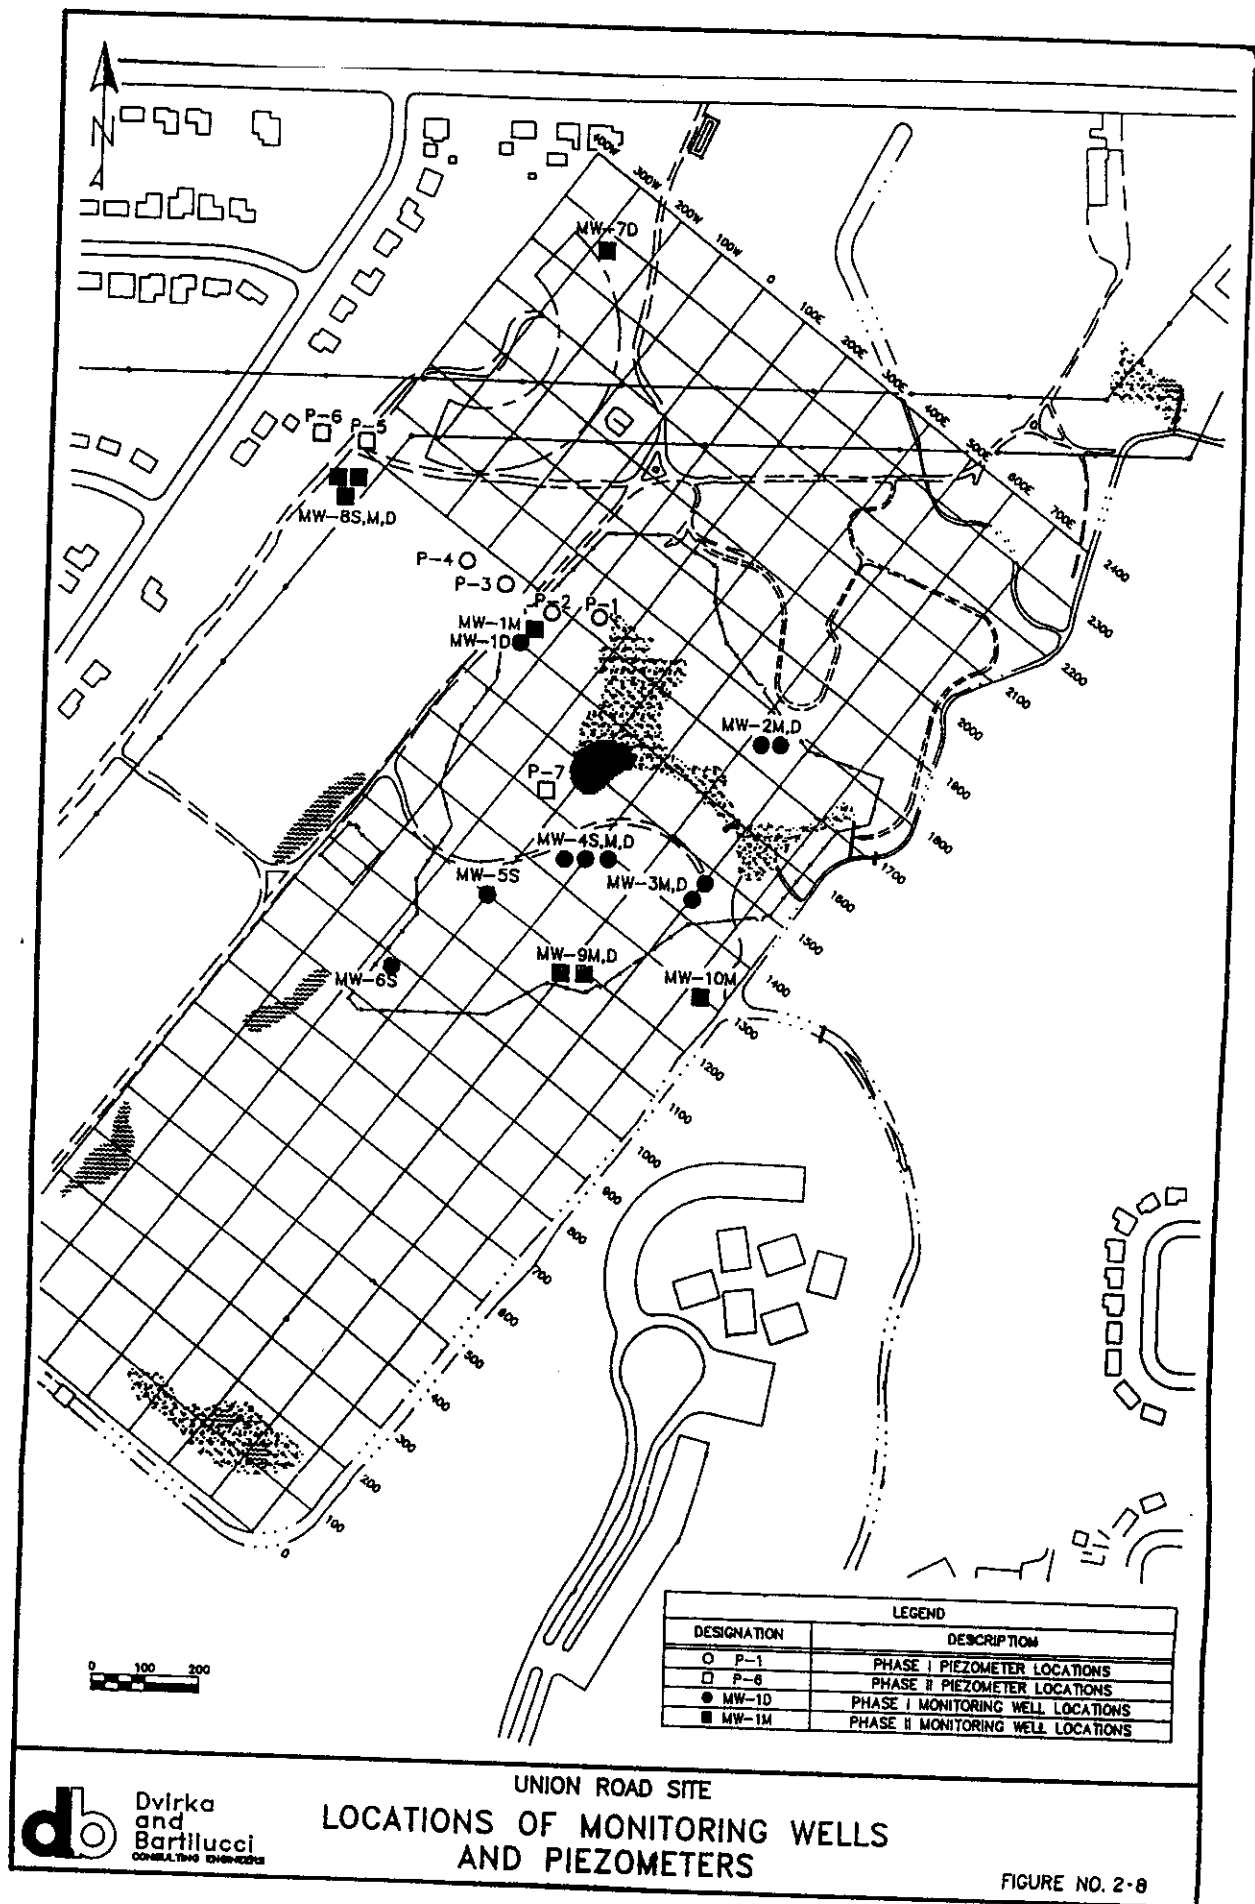 N
400W
300W
200W
100W
0
100E
200E
300E
400E
500E
600E
700E
2400
2300
2200
2100
2000
1900
1800
1700
1600
1500
1400
1300
1200
1100
1000
900
800
700
600
500
400
300
200
100
0
MW-7D
P-6
P-5
MW-8S,M,D
P-4
P-3
P-2
P-1
MW-1M
MW-1D
MW-2M,D
P-7
MW-4S,M,D
MW-5S
MW-3M,D
MW-6S
MW-9M,D
MW-10M
LEGEND
DESIGNATION DESCRIPTION
P-1 PHASE I PIEZOMETER LOCATIONS
P-6 PHASE II PIEZOMETER LOCATIONS
MW-1D PHASE I MONITORING WELL LOCATIONS
MW-1M PHASE II MONITORING WELL LOCATIONS
0 100 200
db
Dvirka
and
Bartilucci
CONSULTING ENGINEERS
UNION ROAD SITE
LOCATIONS OF MONITORING WELLS
AND PIEZOMETERS
FIGURE NO. 2-8